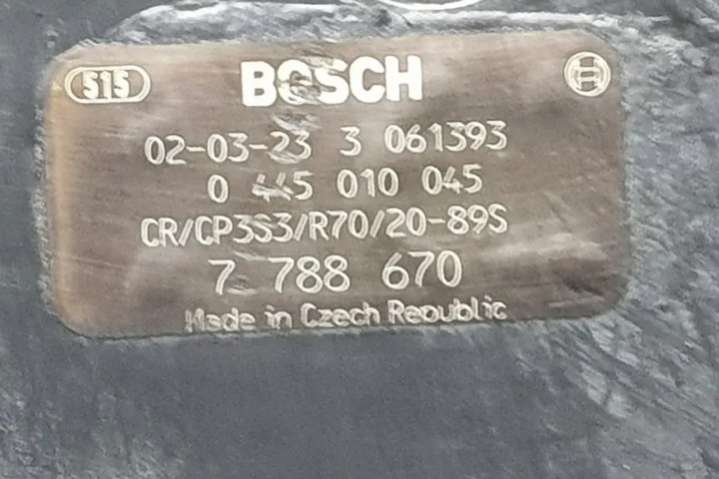 515 BOSCH
02-03-23 3 061393
0 445 010 045
CR/CP3S3/R70/20-89S
7 788 670
Made in Czech Republic